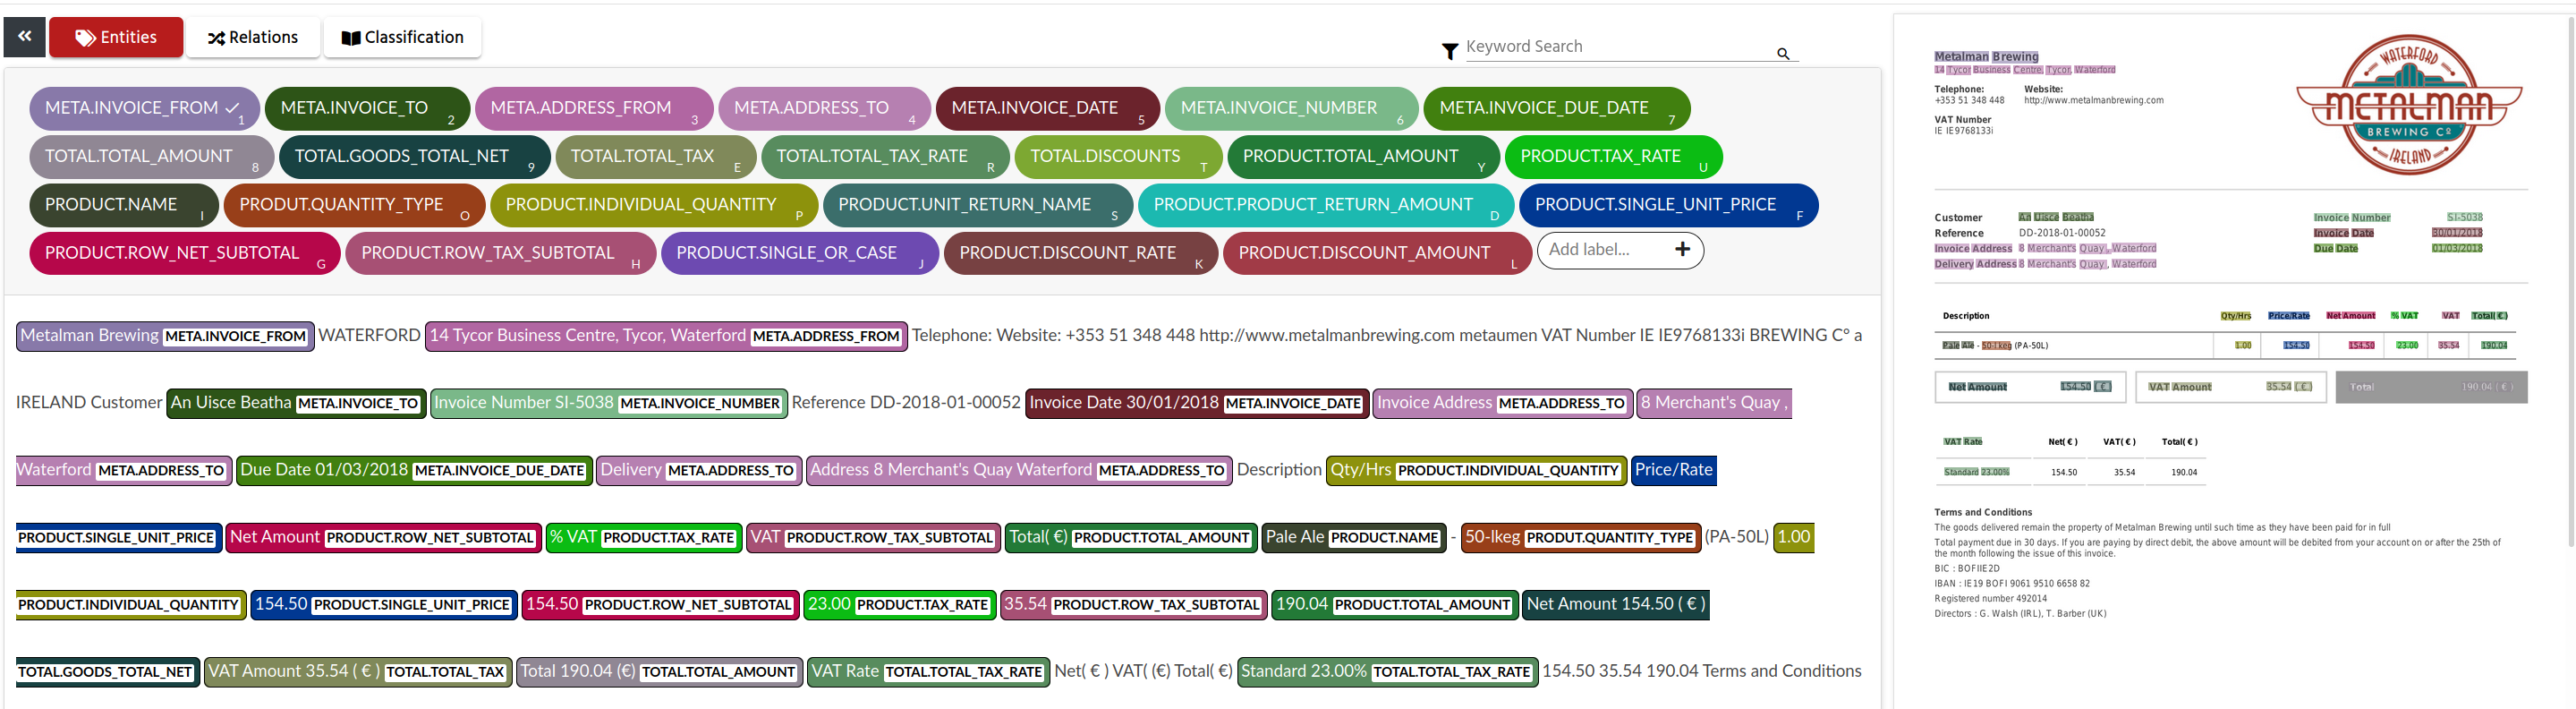 Entities Relations Classification
Keyword Search
META.INVOICE_FROM 1 META.INVOICE_TO 2 META.ADDRESS_FROM 3 META.ADDRESS_TO 4 META.INVOICE_DATE 5 META.INVOICE_NUMBER 6 META.INVOICE_DUE_DATE 7
TOTAL.TOTAL_AMOUNT 8 TOTAL.GOODS_TOTAL_NET 9 TOTAL.TOTAL_TAX E TOTAL.TOTAL_TAX_RATE R TOTAL.DISCOUNTS T PRODUCT.TOTAL_AMOUNT Y PRODUCT.TAX_RATE U
PRODUCT.NAME I PRODUT.QUANTITY_TYPE O PRODUCT.INDIVIDUAL_QUANTITY P PRODUCT.UNIT_RETURN_NAME S PRODUCT.PRODUCT_RETURN_AMOUNT D PRODUCT.SINGLE_UNIT_PRICE F
PRODUCT.ROW_NET_SUBTOTAL G PRODUCT.ROW_TAX_SUBTOTAL H PRODUCT.SINGLE_OR_CASE J PRODUCT.DISCOUNT_RATE K PRODUCT.DISCOUNT_AMOUNT L Add label...
Metalman Brewing META.INVOICE_FROM WATERFORD 14 Tycor Business Centre, Tycor, Waterford META.ADDRESS_FROM Telephone: Website: +353 51 348 448 http://www.metalmanbrewing.com metaumen VAT Number IE IE9768133i BREWING C° a
IRELAND Customer An Uisce Beatha META.INVOICE_TO Invoice Number SI-5038 META.INVOICE_NUMBER Reference DD-2018-01-00052 Invoice Date 30/01/2018 META.INVOICE_DATE Invoice Address META.ADDRESS_TO 8 Merchant's Quay ,
Waterford META.ADDRESS_TO Due Date 01/03/2018 META.INVOICE_DUE_DATE Delivery META.ADDRESS_TO Address 8 Merchant's Quay Waterford META.ADDRESS_TO Description Qty/Hrs PRODUCT.INDIVIDUAL_QUANTITY Price/Rate
PRODUCT.SINGLE_UNIT_PRICE Net Amount PRODUCT.ROW_NET_SUBTOTAL % VAT PRODUCT.TAX_RATE VAT PRODUCT.ROW_TAX_SUBTOTAL Total( €) PRODUCT.TOTAL_AMOUNT Pale Ale PRODUCT.NAME - 50-lkeg PRODUT.QUANTITY_TYPE (PA-50L) 1.00
PRODUCT.INDIVIDUAL_QUANTITY 154.50 PRODUCT.SINGLE_UNIT_PRICE 154.50 PRODUCT.ROW_NET_SUBTOTAL 23.00 PRODUCT.TAX_RATE 35.54 PRODUCT.ROW_TAX_SUBTOTAL 190.04 PRODUCT.TOTAL_AMOUNT Net Amount 154.50 ( € )
TOTAL.GOODS_TOTAL_NET VAT Amount 35.54 ( € ) TOTAL.TOTAL_TAX Total 190.04 (€) TOTAL.TOTAL_AMOUNT VAT Rate TOTAL.TOTAL_TAX_RATE Net( € ) VAT( (€) Total( €) Standard 23.00% TOTAL.TOTAL_TAX_RATE 154.50 35.54 190.04 Terms and Conditions
Metalman Brewing
14 Tycor Business Centre, Tycor, Waterford
Telephone: Website:
+353 51 348 448 http://www.metalmanbrewing.com
VAT Number
IE IE9768133i
WATERFORD
METALMAN
BREWING Cº
IRELAND
Customer An Uisce Beatha Invoice Number SI-5038
Reference DD-2018-01-00052 Invoice Date 30/01/2018
Invoice Address 8 Merchant's Quay , Waterford Due Date 01/03/2018
Delivery Address 8 Merchant's Quay , Waterford
Description Qty/Hrs Price/Rate Net Amount % VAT VAT Total( € )
Pale Ale - 50-lkeg (PA-50L) 1.00 154.50 154.50 23.00 35.54 190.04
Net Amount 154.50 ( € ) VAT Amount 35.54 ( € ) Total 190.04 ( € )
VAT Rate Net( € ) VAT( € ) Total( € )
Standard 23.00% 154.50 35.54 190.04
Terms and Conditions
The goods delivered remain the property of Metalman Brewing until such time as they have been paid for in full
Total payment due in 30 days. If you are paying by direct debit, the above amount will be debited from your account on or after the 25th of
the month following the issue of this invoice.
BIC : BOFIIE2D
IBAN : IE19 BOFI 9061 9510 6658 82
Registered number 492014
Directors : G. Walsh (IRL), T. Barber (UK)